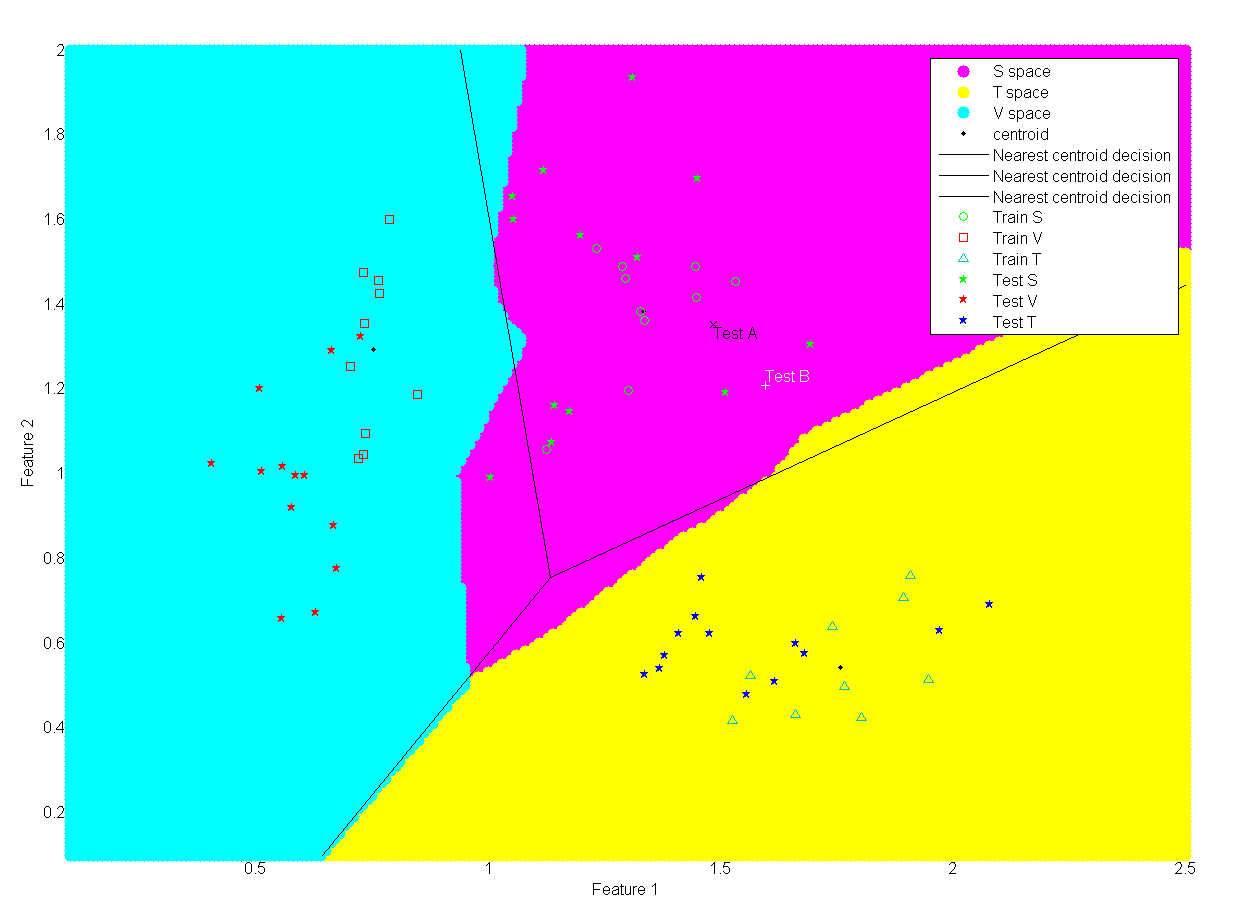 2
1.8
1.6
1.4
1.2
1
0.8
0.6
0.4
0.2
Feature 2
0.5
1
1.5
2
2.5
Feature 1
Test A
Test B
S space
T space
V space
centroid
Nearest centroid decision
Nearest centroid decision
Nearest centroid decision
Train S
Train V
Train T
Test S
Test V
Test T